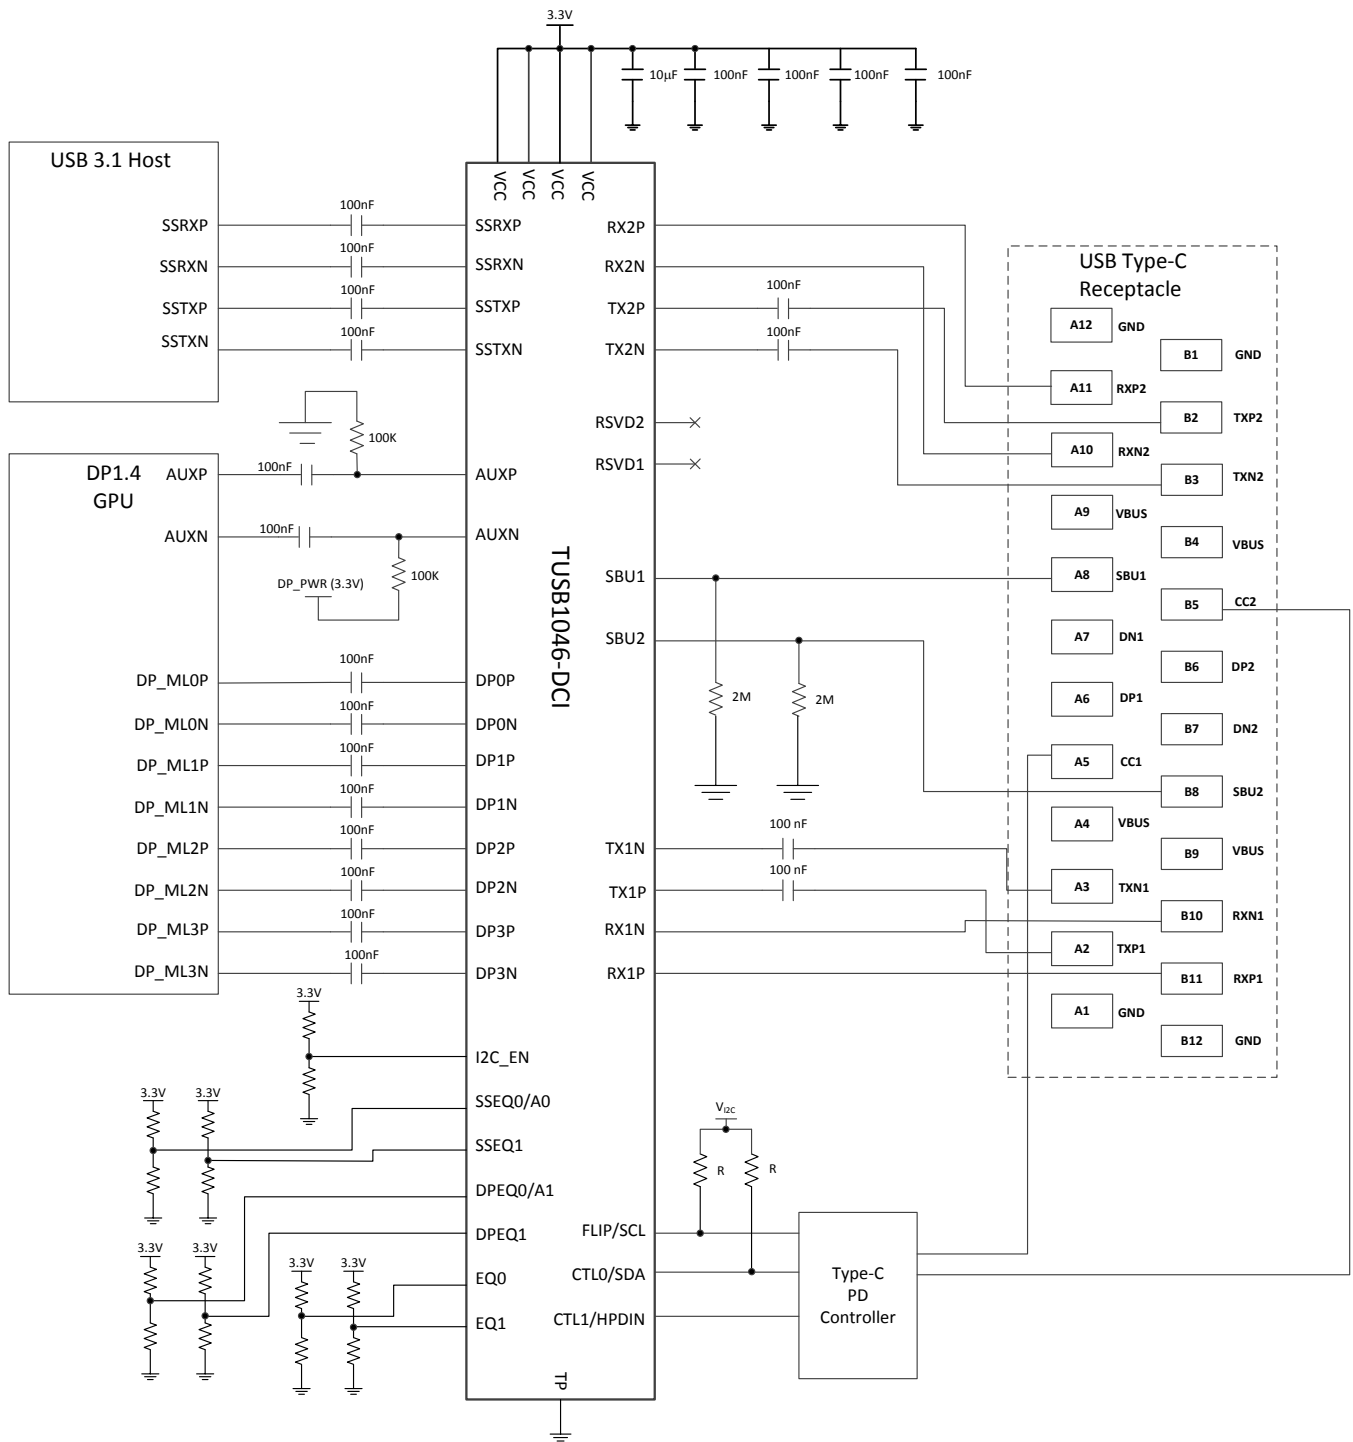 3.3V
10µF
100nF
100nF
100nF
100nF
USB 3.1 Host
SSRXP
SSRXN
SSTXP
SSTXN
100nF
100nF
100nF
100nF
100K
DP1.4
GPU
AUXP
AUXN
100nF
100nF
100K
DP_PWR (3.3V)
DP_ML0P
DP_ML0N
DP_ML1P
DP_ML1N
DP_ML2P
DP_ML2N
DP_ML3P
DP_ML3N
100nF
100nF
100nF
100nF
100nF
100nF
100nF
100nF
3.3V
3.3V
3.3V
3.3V
3.3V
3.3V
3.3V
VCC
VCC
VCC
VCC
SSRXP
SSRXN
SSTXP
SSTXN
AUXP
AUXN
DP0P
DP0N
DP1P
DP1N
DP2P
DP2N
DP3P
DP3N
I2C_EN
SSEQ0/A0
SSEQ1
DPEQ0/A1
DPEQ1
EQ0
EQ1
TUSB1046-DCI
TP
RX2P
RX2N
TX2P
TX2N
RSVD2
RSVD1
SBU1
SBU2
TX1N
TX1P
RX1N
RX1P
FLIP/SCL
CTL0/SDA
CTL1/HPDIN
100nF
100nF
2M
2M
100 nF
100 nF
VI2C
R
R
Type-C
PD
Controller
USB Type-C
Receptacle
A12 GND
B1 GND
A11 RXP2
B2 TXP2
A10 RXN2
B3 TXN2
A9 VBUS
B4 VBUS
A8 SBU1
B5 CC2
A7 DN1
B6 DP2
A6 DP1
B7 DN2
A5 CC1
B8 SBU2
A4 VBUS
B9 VBUS
A3 TXN1
B10 RXN1
A2 TXP1
B11 RXP1
A1 GND
B12 GND